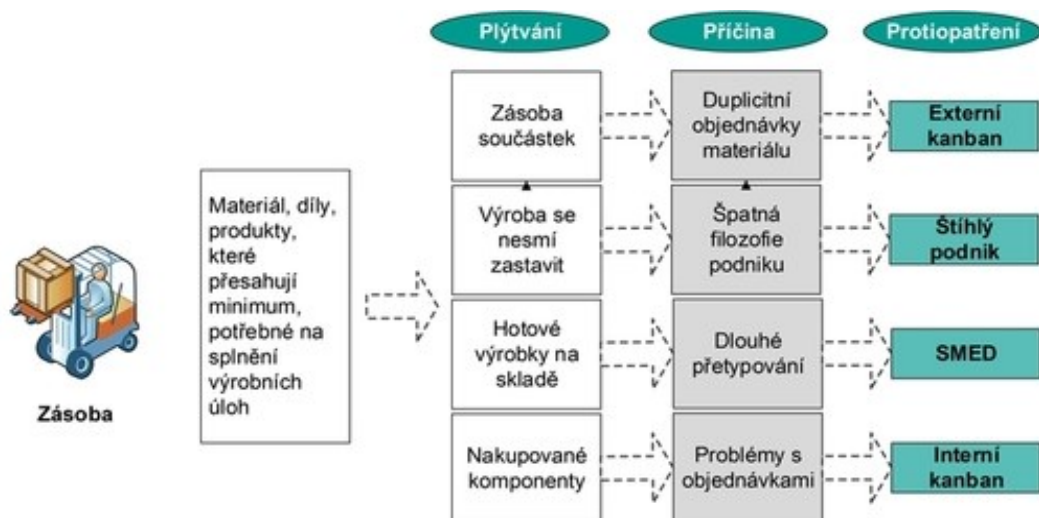 Plýtvání
Příčina
Protiopatření
Zásoba
součástek
Duplicitní
objednávky
materiálu
Externí
kanban
Materiál, díly,
produkty,
které
přesahují
minimum,
potřebné na
splnění
výrobních
úloh
Zásoba
Výroba se
nesmí
zastavit
Špatná
filozofie
podniku
Štíhlý
podnik
Hotové
výrobky na
skladě
Dlouhé
přetypování
SMED
Nakupované
komponenty
Problémy s
objednávkami
Interní
kanban